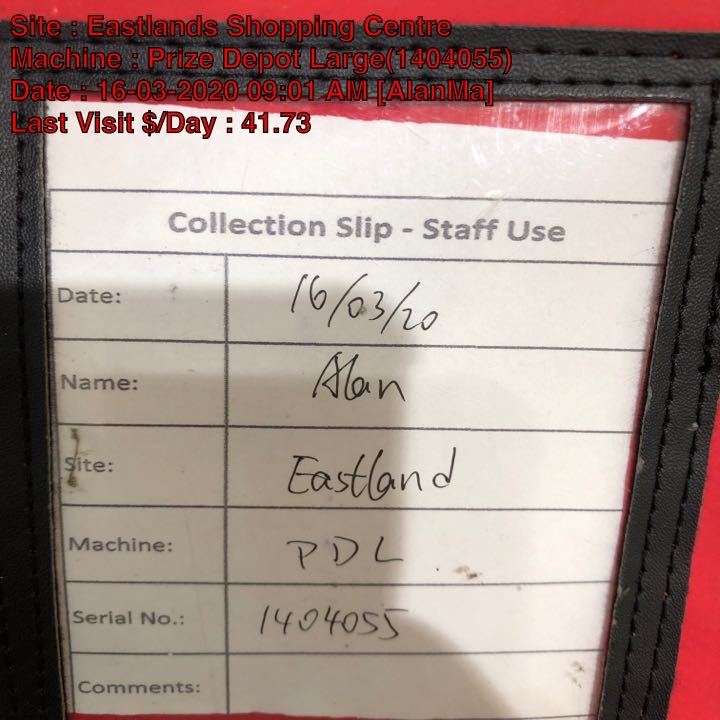 Site : Eastlands Shopping Centre
Machine : Prize Depot Large(1404055)
Date : 16-03-2020 09:01 AM [AlanMa]
Last Visit $/Day : 41.73
Collection Slip - Staff Use
Date: 16/03/20
Name: Alan
Site: Eastland
Machine: PDL
Serial No.: 1404055
Comments: